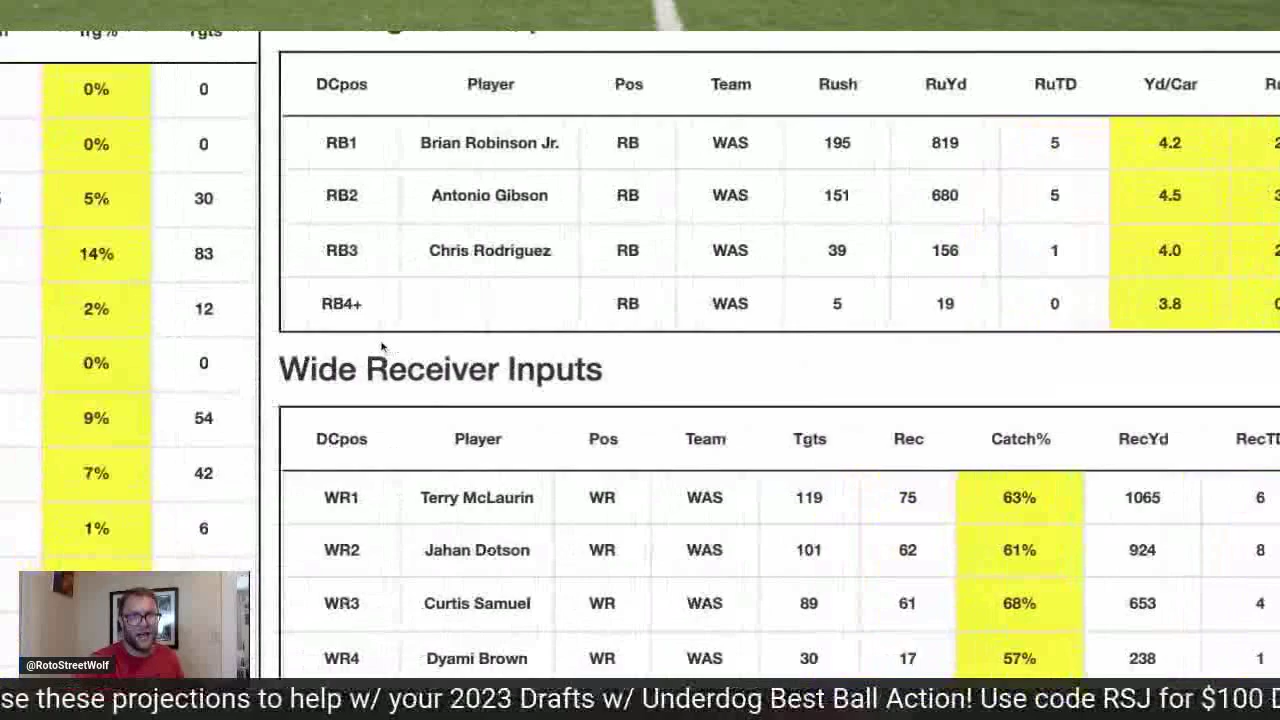 Trg% Tgts
0% 0
0% 0
5% 30
14% 83
2% 12
0% 0
9% 54
7% 42
1% 6
DCpos Player Pos Team Rush RuYd RuTD Yd/Car
RB1 Brian Robinson Jr. RB WAS 195 819 5 4.2
RB2 Antonio Gibson RB WAS 151 680 5 4.5
RB3 Chris Rodriguez RB WAS 39 156 1 4.0
RB4+ RB WAS 5 19 0 3.8
Wide Receiver Inputs
DCpos Player Pos Team Tgts Rec Catch% RecYd RecTD
WR1 Terry McLaurin WR WAS 119 75 63% 1065 6
WR2 Jahan Dotson WR WAS 101 62 61% 924 8
WR3 Curtis Samuel WR WAS 89 61 68% 653 4
WR4 Dyami Brown WR WAS 30 17 57% 238 1
@RotoStreetWolf
se these projections to help w/ your 2023 Drafts w/ Underdog Best Ball Action! Use code RSJ for $100